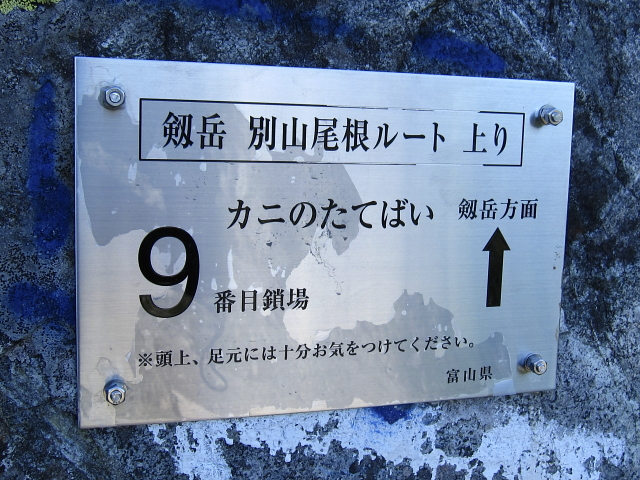 剱岳 別山尾根ルート 上り
カニのたてばい 剱岳方面
9番目鎖場
※頭上、足元には十分お気をつけてください。
富山県